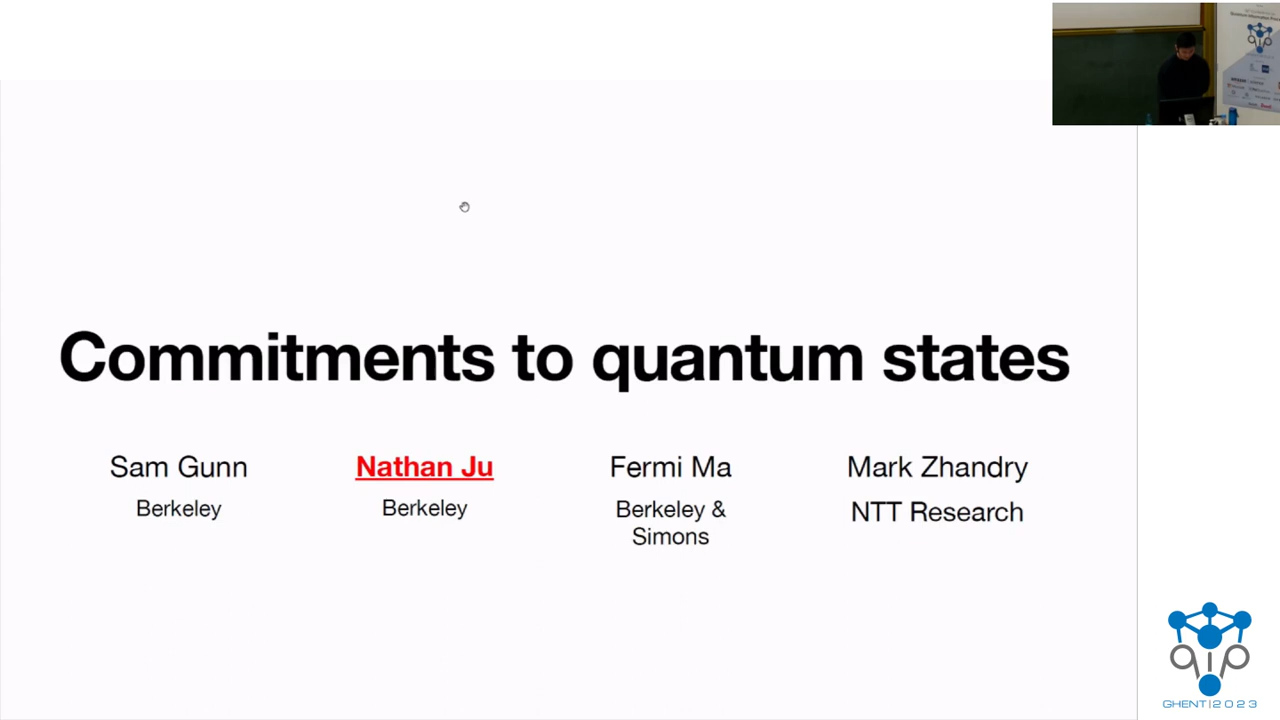 Commitments to quantum states
Sam Gunn
Nathan Ju
Fermi Ma
Mark Zhandry
Berkeley
Berkeley
Berkeley &
Simons
NTT Research
qip
GHENT|2023